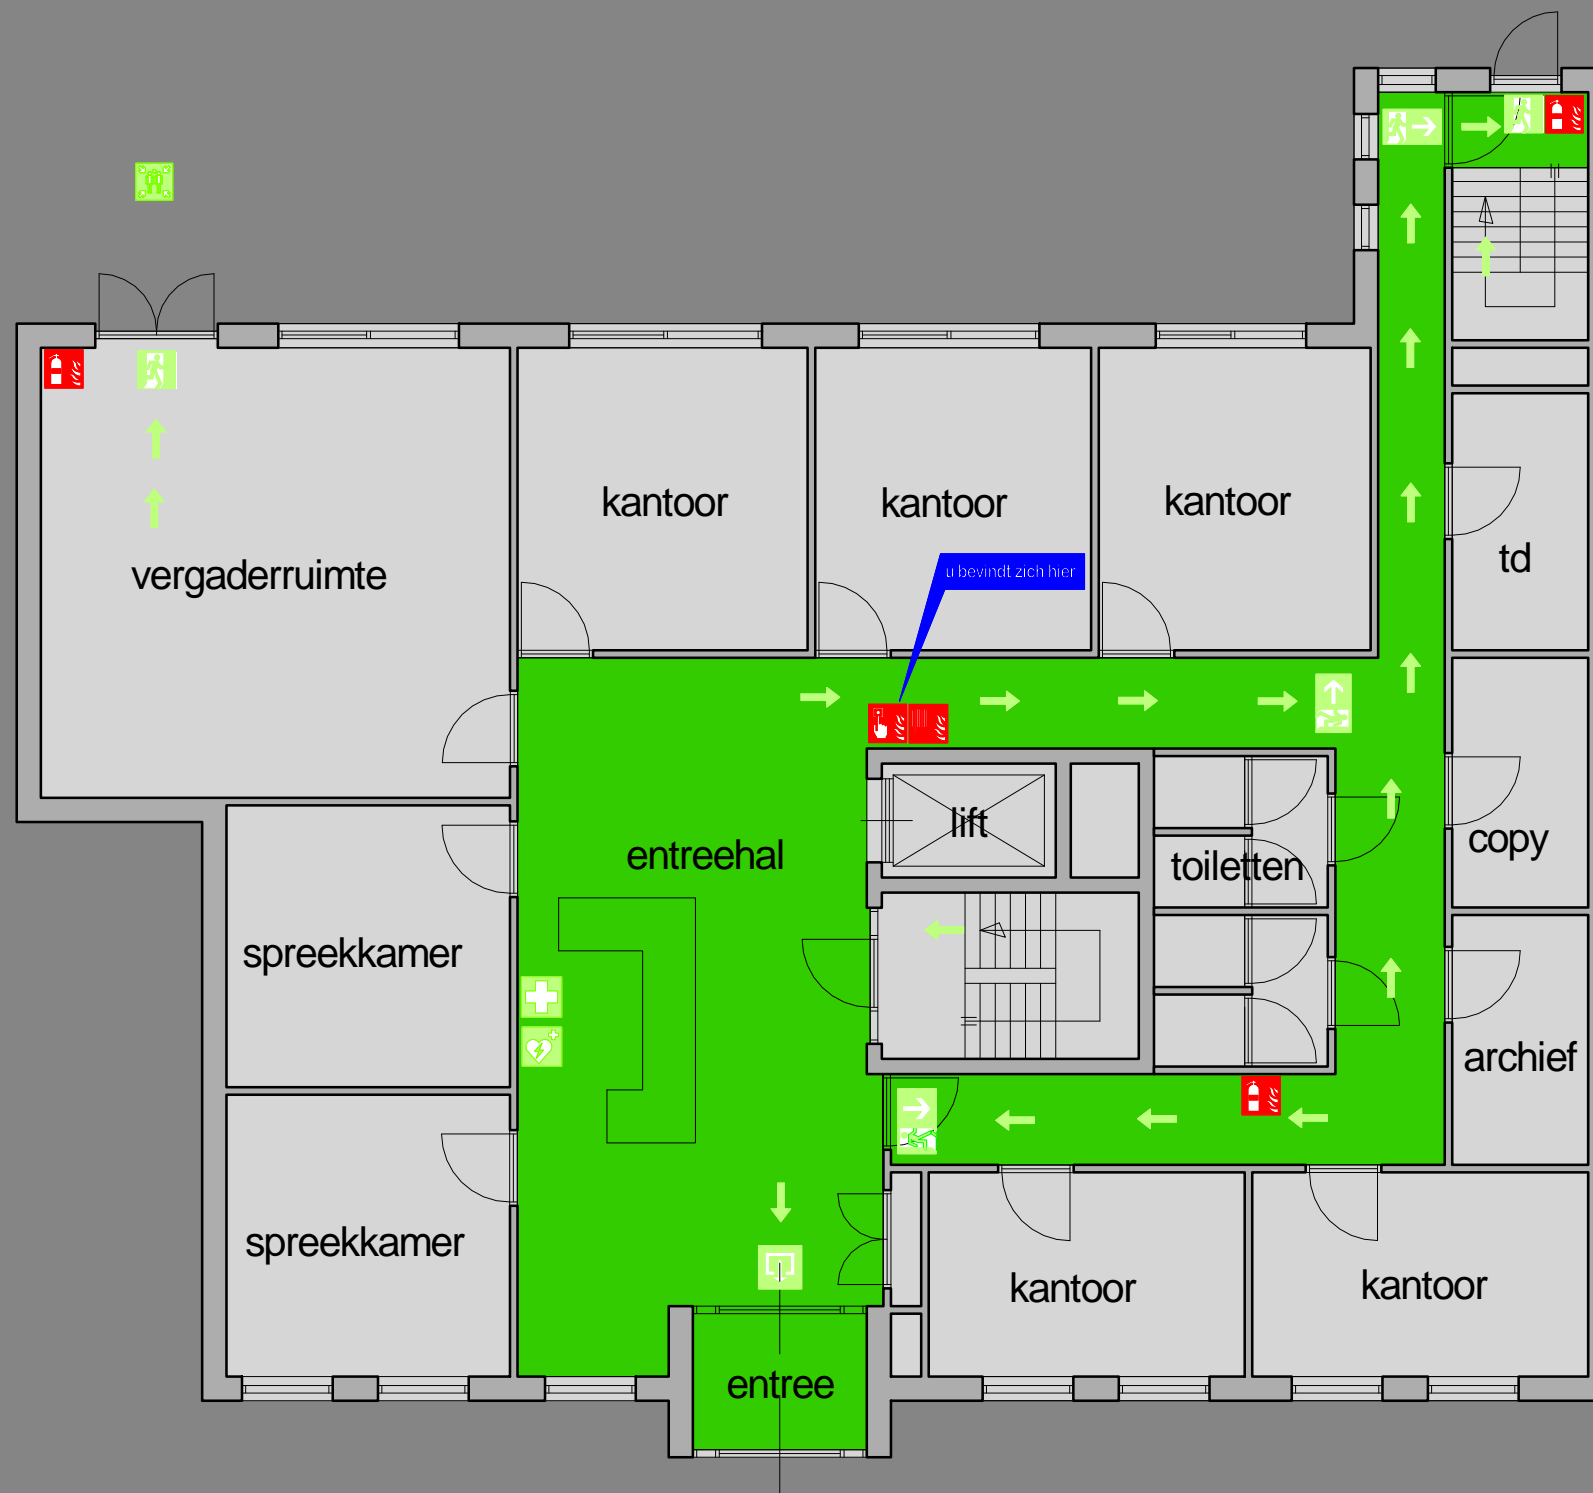 kantoor
kantoor
kantoor
vergaderruimte
td
u bevindt zich hier
lift
entreehal
toiletten
copy
spreekkamer
archief
spreekkamer
kantoor
kantoor
entree